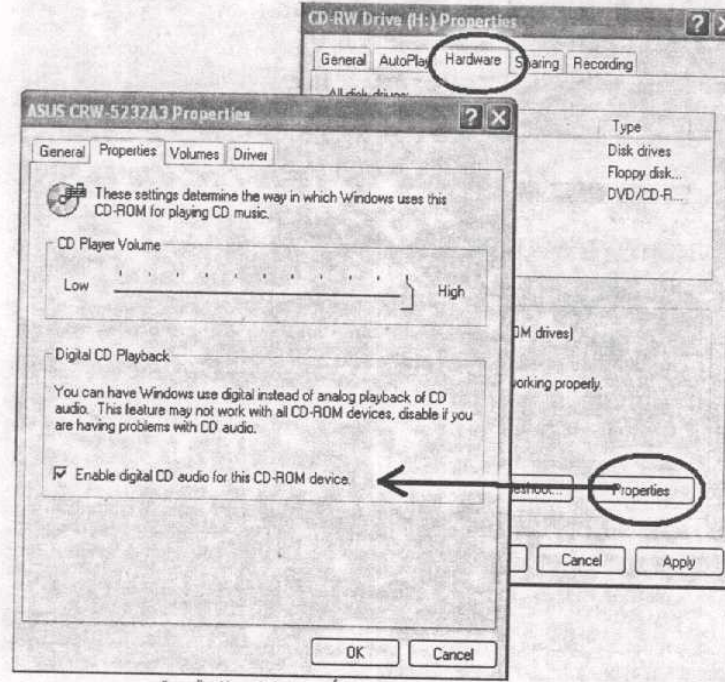 CD-RW Drive (H:) Properties
General AutoPlay Hardware Sharing Recording
All disk drives:
Type
Disk drives
Floppy disk...
DVD/CD-R...
OM drives)
working properly.
eshoot... Properties
Cancel Apply
ASUS CRW-5232A3 Properties
General Properties Volumes Driver
These settings determine the way in which Windows uses this
CD-ROM for playing CD music.
CD Player Volume
Low High
Digital CD Playback
You can have Windows use digital instead of analog playback of CD
audio. This feature may not work with all CD-ROM devices, disable if you
are having problems with CD audio.
Enable digital CD audio for this CD-ROM device.
OK Cancel